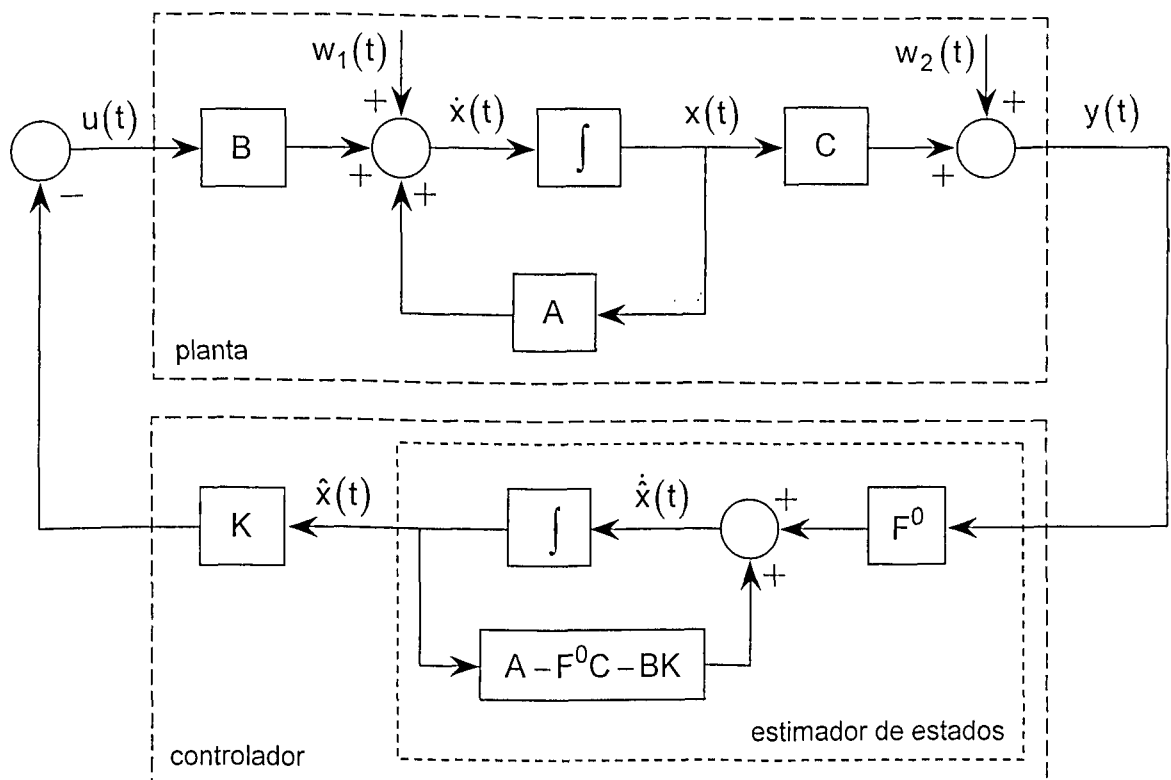 w₁(t)
w₂(t)
u(t)
B
ẋ(t)
∫
x(t)
C
y(t)
+
+
+
+
+
−
A
planta
K
x̂(t)
∫
x̂̇(t)
+
+
F⁰
A – F⁰C – BK
estimador de estados
controlador